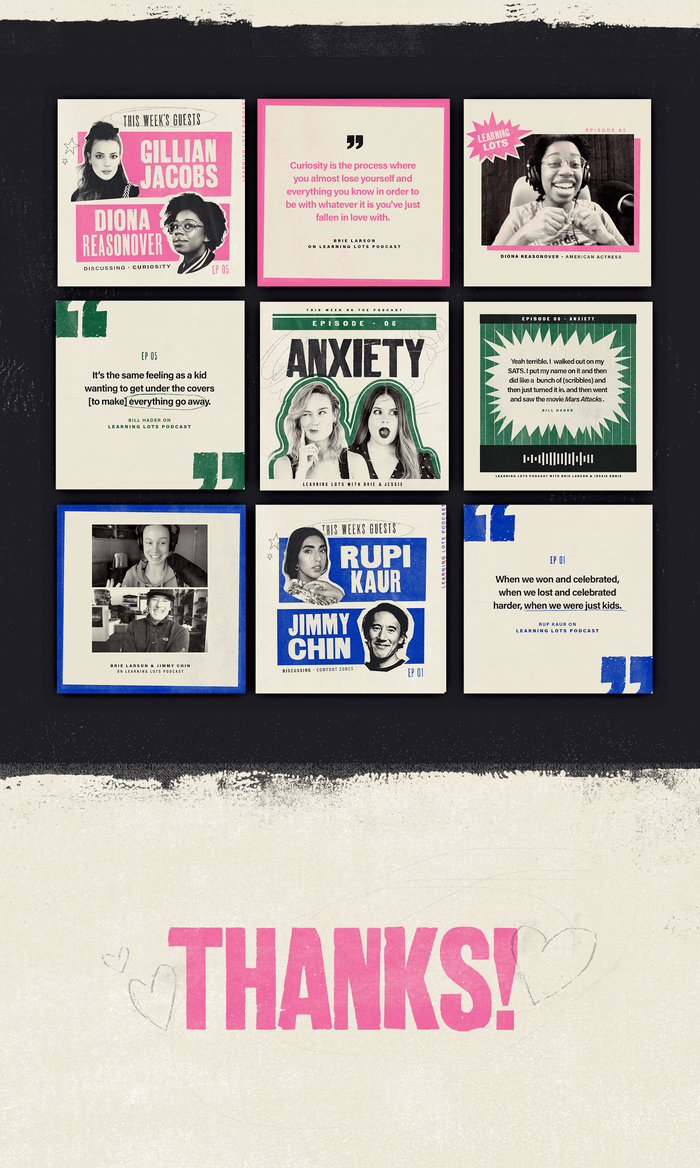 THIS WEEK'S GUESTS
GILLIAN
JACOBS
DIONA
REASONOVER
DISCUSSING · CURIOSITY
EP 05
”
Curiosity is the process where
you almost lose yourself and
everything you know in order to
be with whatever it is you've just
fallen in love with.
BRIE LARSON
ON LEARNING LOTS PODCAST
EPISODE 05
LEARNING
LOTS
DIONA REASONOVER · AMERICAN ACTRESS
“
EP 05
It's the same feeling as a kid
wanting to get under the covers
[to make] everything go away.
BILL HADER ON
LEARNING LOTS PODCAST
”
THIS WEEK ON THE PODCAST
EPISODE · 06
ANXIETY
LEARNING LOTS WITH BRIE & JESSIE
EPISODE 06 · ANXIETY
Yeah terrible. I walked out on my
SATS. I put my name on it and then
did like a bunch of (scribbles) and
then just turned it in. and then went
and saw the movie Mars Attacks.
BILL HADER
LEARNING LOTS PODCAST WITH BRIE LARSON & JESSIE ENNIS
BRIE LARSON & JIMMY CHIN
ON LEARNING LOTS PODCAST
THIS WEEKS GUESTS
RUPI
KAUR
JIMMY
CHIN
DISCUSSING · COMFORT ZONES
EP 01
LEARNING LOTS PODCAST
“
EP 01
When we won and celebrated,
when we lost and celebrated
harder, when we were just kids.
RUP KAUR ON
LEARNING LOTS PODCAST
”
THANKS!